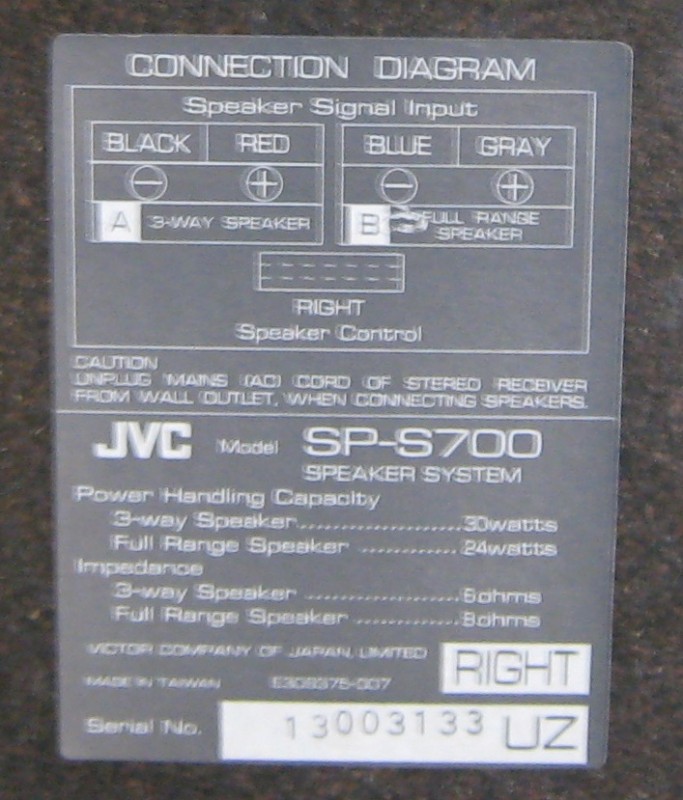 CONNECTION DIAGRAM
Speaker Signal Input
BLACK RED BLUE GRAY
⊖ ⊕ ⊖ ⊕
A 3-WAY SPEAKER B FULL RANGE
SPEAKER
RIGHT
Speaker Control
CAUTION
UNPLUG MAINS (AC) CORD OF STEREO RECEIVER
FROM WALL OUTLET, WHEN CONNECTING SPEAKERS.
JVC Model SP-S700
SPEAKER SYSTEM
Power Handling Capacity
3-way Speaker.....................30watts
Full Range Speaker .............24watts
Impedance
3-way Speaker ....................6ohms
Full Range Speaker .............8ohms
VICTOR COMPANY OF JAPAN, LIMITED
RIGHT
MADE IN TAIWAN
Serial No. 13003133 UZ